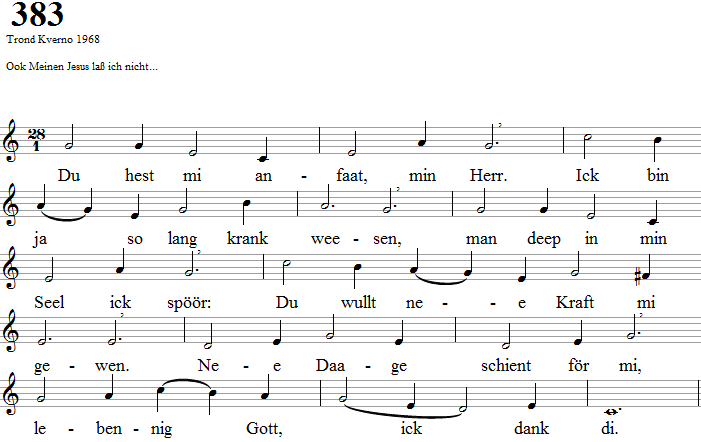 383
Trond Kverno 1968
Ook Meinen Jesus laß ich nicht...
28
1
Du hest mi an - faat, min Herr. Ick bin
ja so lang krank wee - sen, man deep in min
Seel ick spöör: Du wullt ne - - e Kraft mi
ge - wen. Ne - e Daa - ge schient för mi,
le - ben - nig Gott, ick dank di.